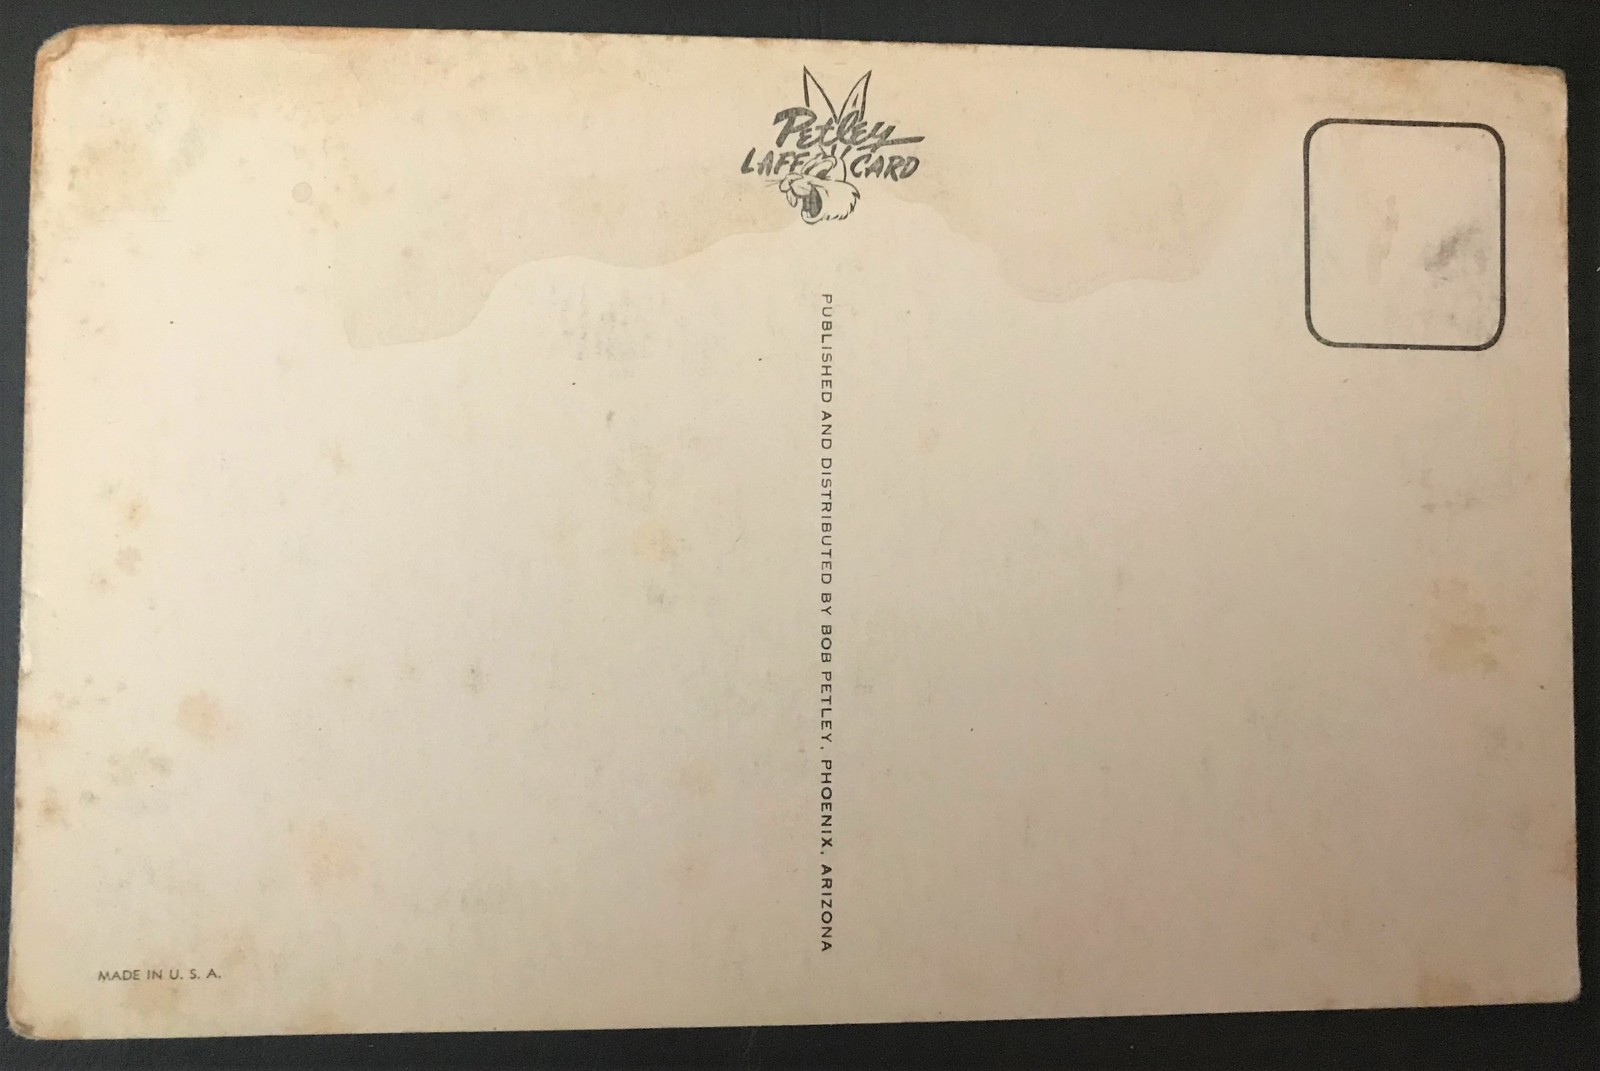 Petley
LAFF CARD
PUBLISHED AND DISTRIBUTED BY BOB PETLEY, PHOENIX, ARIZONA
MADE IN U. S. A.